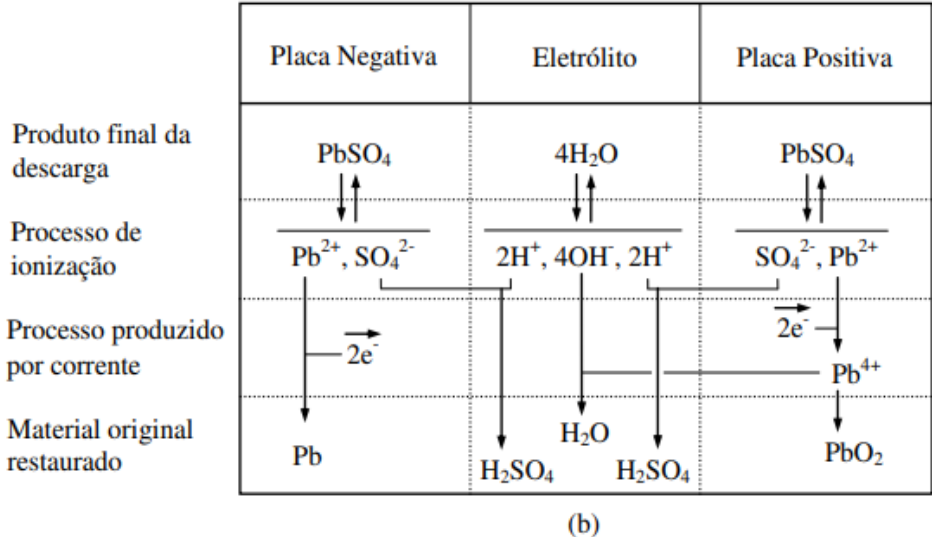 Placa Negativa Eletrólito Placa Positiva
Produto final da
descarga
PbSO₄ 4H₂O PbSO₄
Processo de
ionização
Pb²⁺, SO₄²⁻ 2H⁺, 4OH⁻, 2H⁺ SO₄²⁻, Pb²⁺
Processo produzido
por corrente
2e⁻ 2e⁻
Pb⁴⁺
Material original
restaurado
Pb H₂SO₄ H₂O H₂SO₄ PbO₂
(b)